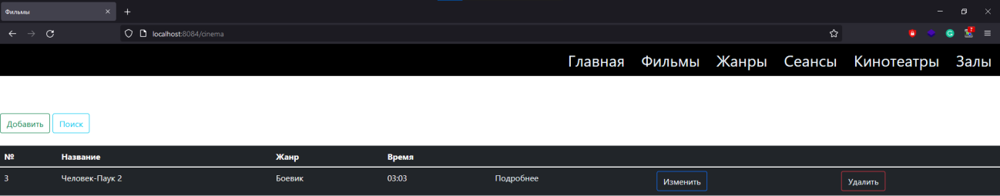 Фильмы
localhost:8084/cinema
7
Главная Фильмы Жанры Сеансы Кинотеатры Залы
Добавить Поиск
№ Название Жанр Время
3 Человек-Паук 2 Боевик 03:03 Подробнее Изменить Удалить